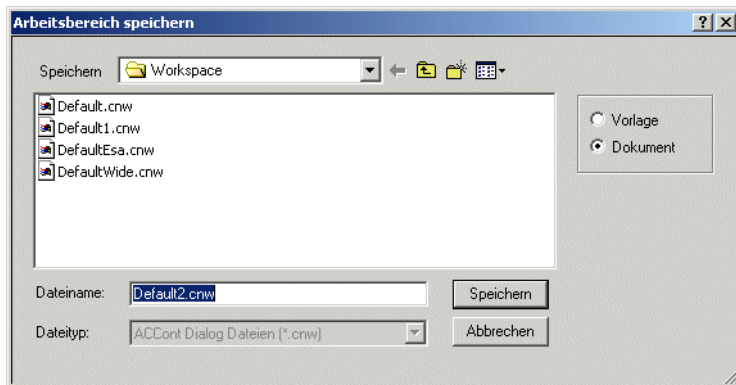 Arbeitsbereich speichern
Speichern
Workspace
Default.cnw
Default1.cnw
DefaultEsa.cnw
DefaultWide.cnw
Vorlage
Dokument
Dateiname:
Default2.cnw
Speichern
Dateityp:
ACCont Dialog Dateien (*.cnw)
Abbrechen